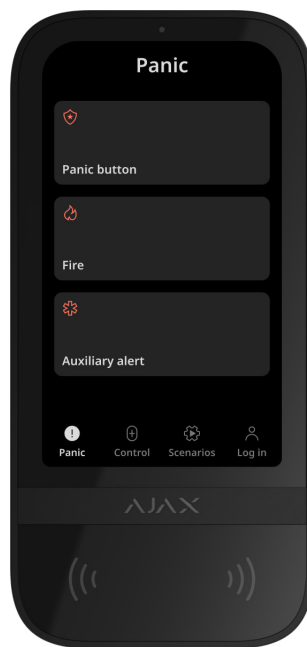 Panic
Panic button
Fire
Auxiliary alert
Panic Control Scenarios Log in
AJAX